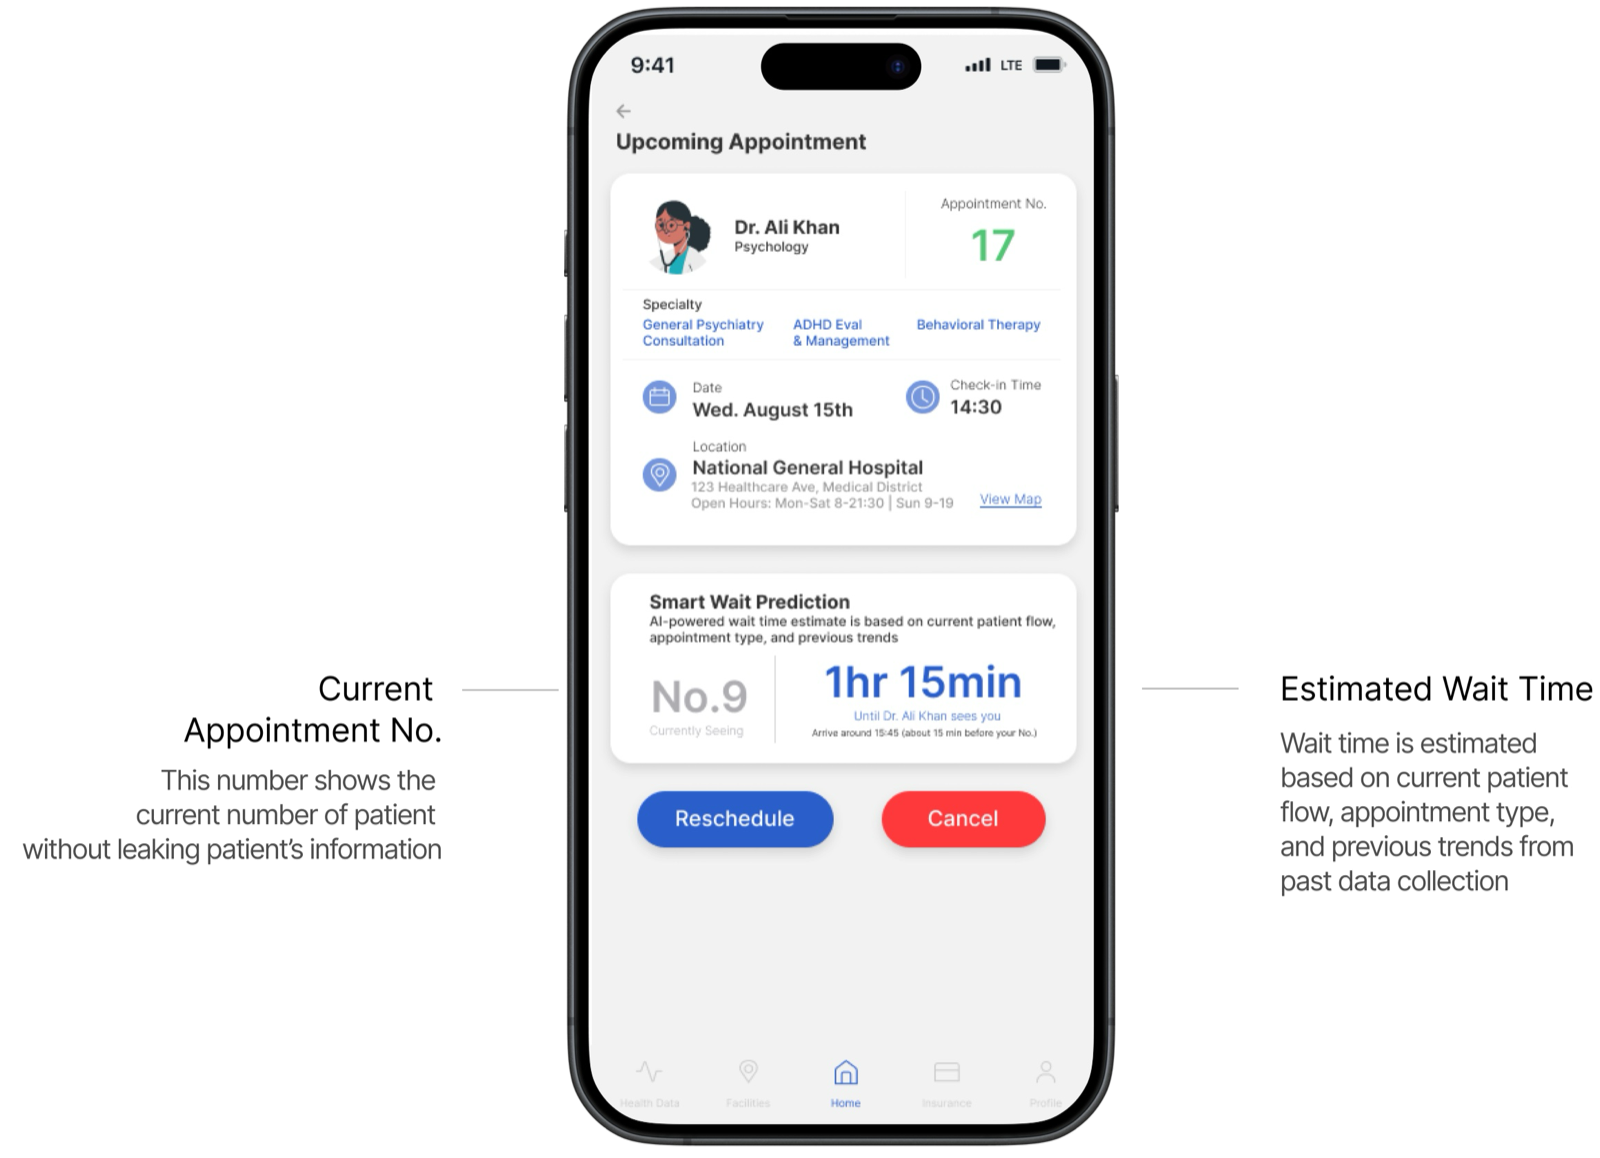 9:41
LTE
Upcoming Appointment
Dr. Ali Khan
Psychology
Appointment No.
17
Specialty
General Psychiatry
Consultation
ADHD Eval
& Management
Behavioral Therapy
Date
Wed. August 15th
Check-in Time
14:30
Location
National General Hospital
123 Healthcare Ave, Medical District
Open Hours: Mon-Sat 8-21:30 | Sun 9-19
View Map
Smart Wait Prediction
AI-powered wait time estimate is based on current patient flow,
appointment type, and previous trends
No.9
Currently Seeing
1hr 15min
Until Dr. Ali Khan sees you
Arrive around 15:45 (about 15 min before your No.)
Reschedule
Cancel
Health Data
Facilities
Home
Insurance
Profile
Current
Appointment No.
This number shows the
current number of patient
without leaking patient's information
Estimated Wait Time
Wait time is estimated
based on current patient
flow, appointment type,
and previous trends from
past data collection